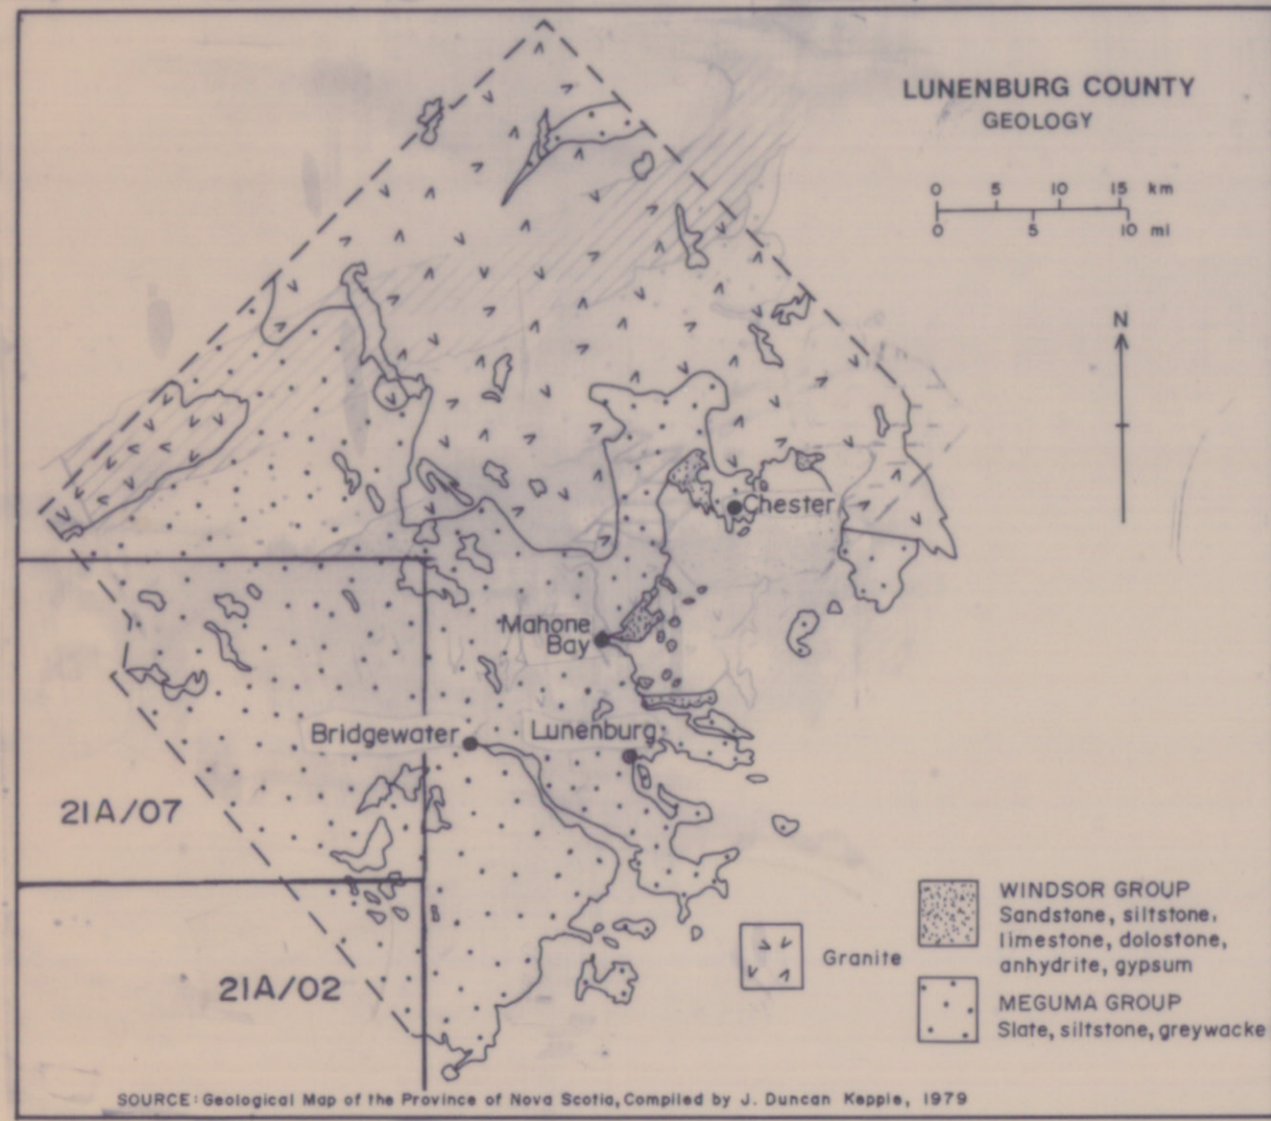 LUNENBURG COUNTY
GEOLOGY
0 5 10 15 km
0 5 10 mi
N
Chester
Mahone
Bay
Bridgewater
Lunenburg
21A/07
21A/02
WINDSOR GROUP
Sandstone, siltstone,
limestone, dolostone,
anhydrite, gypsum
Granite
MEGUMA GROUP
Slate, siltstone, greywacke
SOURCE: Geological Map of the Province of Nova Scotia, Compiled by J. Duncan Keppie, 1979